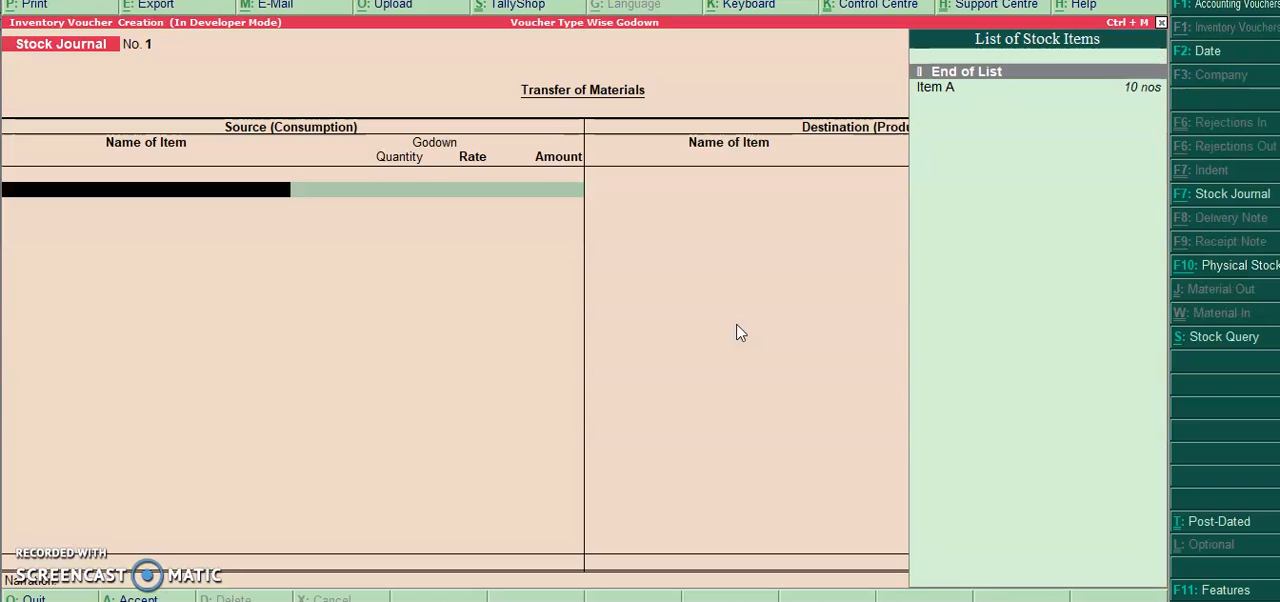 P: Print
E: Export
M: E-Mail
O: Upload
S: TallyShop
G: Language
K: Keyboard
K: Control Centre
H: Support Centre
H: Help
F1: Accounting Vouchers
Inventory Voucher Creation (In Developer Mode)
Voucher Type Wise Godown
Ctrl + M
Stock Journal No. 1
Transfer of Materials
Source (Consumption)
Name of Item
Godown
Quantity
Rate
Amount
Destination (Produ
Name of Item
List of Stock Items
End of List
Item A 10 nos
F1: Inventory Vouchers
F2: Date
F3: Company
F6: Rejections In
F6: Rejections Out
F7: Indent
F7: Stock Journal
F8: Delivery Note
F9: Receipt Note
F10: Physical Stock
J: Material Out
W: Material In
S: Stock Query
T: Post-Dated
L: Optional
F11: Features
RECORDED WITH
SCREENCAST MATIC
Narration:
Q: Quit
A: Accept
D: Delete
X: Cancel